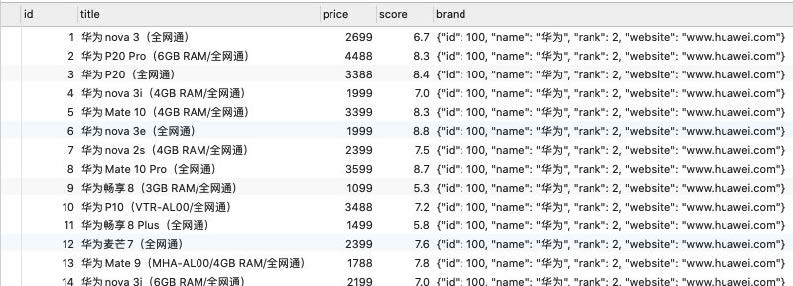 id title price score brand
1 华为 nova 3（全网通） 2699 6.7 {"id": 100, "name": "华为", "rank": 2, "website": "www.huawei.com"}
2 华为 P20 Pro（6GB RAM/全网通） 4488 8.3 {"id": 100, "name": "华为", "rank": 2, "website": "www.huawei.com"}
3 华为 P20（全网通） 3388 8.4 {"id": 100, "name": "华为", "rank": 2, "website": "www.huawei.com"}
4 华为 nova 3i（4GB RAM/全网通） 1999 7.0 {"id": 100, "name": "华为", "rank": 2, "website": "www.huawei.com"}
5 华为 Mate 10（4GB RAM/全网通） 3399 8.3 {"id": 100, "name": "华为", "rank": 2, "website": "www.huawei.com"}
6 华为 nova 3e（全网通） 1999 8.8 {"id": 100, "name": "华为", "rank": 2, "website": "www.huawei.com"}
7 华为 nova 2s（4GB RAM/全网通） 2399 7.5 {"id": 100, "name": "华为", "rank": 2, "website": "www.huawei.com"}
8 华为 Mate 10 Pro（全网通） 3599 8.7 {"id": 100, "name": "华为", "rank": 2, "website": "www.huawei.com"}
9 华为畅享 8（3GB RAM/全网通） 1099 5.3 {"id": 100, "name": "华为", "rank": 2, "website": "www.huawei.com"}
10 华为 P10（VTR-AL00/全网通） 3488 7.2 {"id": 100, "name": "华为", "rank": 2, "website": "www.huawei.com"}
11 华为畅享 8 Plus（全网通） 1499 5.8 {"id": 100, "name": "华为", "rank": 2, "website": "www.huawei.com"}
12 华为麦芒 7（全网通） 2399 7.6 {"id": 100, "name": "华为", "rank": 2, "website": "www.huawei.com"}
13 华为 Mate 9（MHA-AL00/4GB RAM/全网通） 1788 7.8 {"id": 100, "name": "华为", "rank": 2, "website": "www.huawei.com"}
14 华为 nova 3i（6GB RAM/全网通） 2199 7.0 {"id": 100, "name": "华为", "rank": 2, "website": "www.huawei.com"}